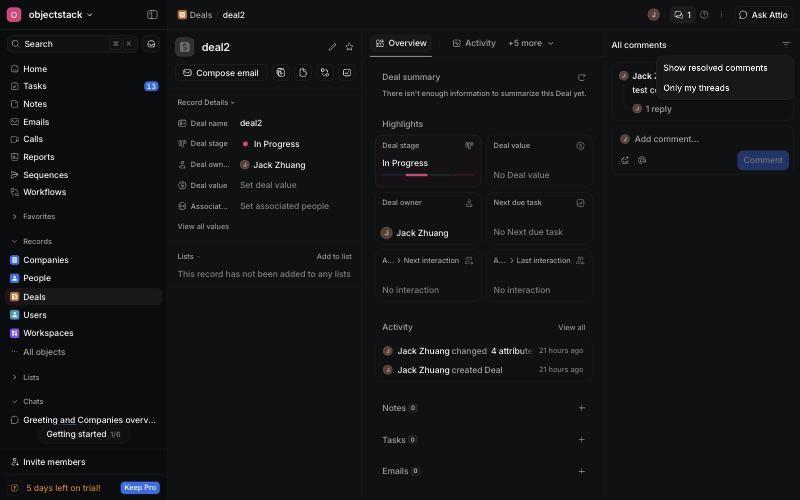 objectstack
Search
⌘ K
Home
Tasks 13
Notes
Emails
Calls
Reports
Sequences
Workflows
Favorites
Records
Companies
People
Deals
Users
Workspaces
All objects
Lists
Chats
Greeting and Companies overv...
Getting started 1/6
Invite members
5 days left on trial! Keep Pro
Deals / deal2
J 1 Ask Attio
deal2
Compose email
Record Details
Deal name deal2
Deal stage In Progress
Deal own... J Jack Zhuang
Deal value Set deal value
Associat... Set associated people
View all values
Lists Add to list
This record has not been added to any lists
Overview Activity +5 more
Deal summary
There isn't enough information to summarize this Deal yet.
Highlights
Deal stage
In Progress
Deal value
No Deal value
Deal owner
J Jack Zhuang
Next due task
No Next due task
A... > Next interaction
No interaction
A... > Last interaction
No interaction
Activity View all
J Jack Zhuang changed 4 attribute 21 hours ago
J Jack Zhuang created Deal 21 hours ago
Notes 0
Tasks 0
Emails 0
All comments
Show resolved comments
Only my threads
J Jack
test
J 1 reply
J Add comment...
Comment